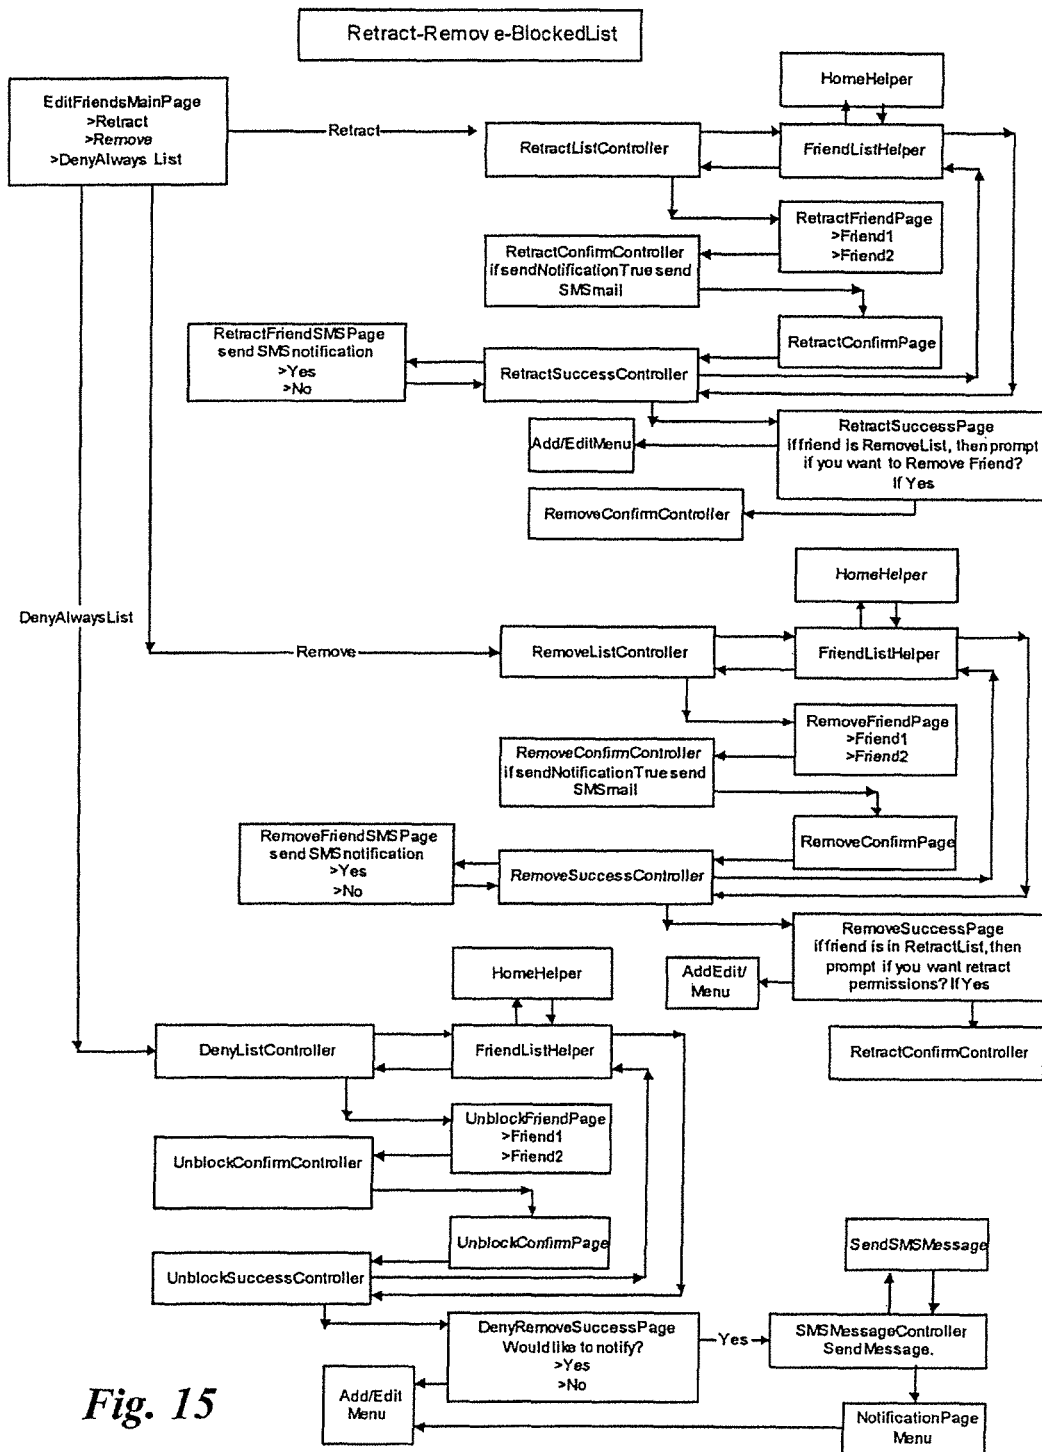 Retract-Remove-BlockedList
EditFriendsMainPage
>Retract
>Remove
>DenyAlways List
Retract
RetractListController
HomeHelper
FriendListHelper
RetractFriendPage
>Friend1
>Friend2
RetractConfirmController
if sendNotificationTrue send
SMSmail
RetractConfirmPage
RetractFriendSMSPage
send SMS notification
>Yes
>No
RetractSuccessController
RetractSuccessPage
if friend is RemoveList, then prompt
if you want to Remove Friend?
If Yes
Add/EditMenu
RemoveConfirmController
DenyAlwaysList
Remove
HomeHelper
RemoveListController
FriendListHelper
RemoveFriendPage
>Friend1
>Friend2
RemoveConfirmController
if sendNotificationTrue send
SMSmail
RemoveConfirmPage
RemoveFriendSMSPage
send SMS notification
>Yes
>No
RemoveSuccessController
RemoveSuccessPage
if friend is in RetractList, then
prompt if you want retract
permissions? If Yes
AddEdit/
Menu
RetractConfirmController
HomeHelper
DenyListController
FriendListHelper
UnblockFriendPage
>Friend1
>Friend2
UnblockConfirmController
UnblockConfirmPage
UnblockSuccessController
DenyRemoveSuccessPage
Would like to notify?
>Yes
>No
Yes
SendSMSMessage
SMSMessageController
SendMessage.
Add/Edit
Menu
NotificationPage
Menu
Fig. 15